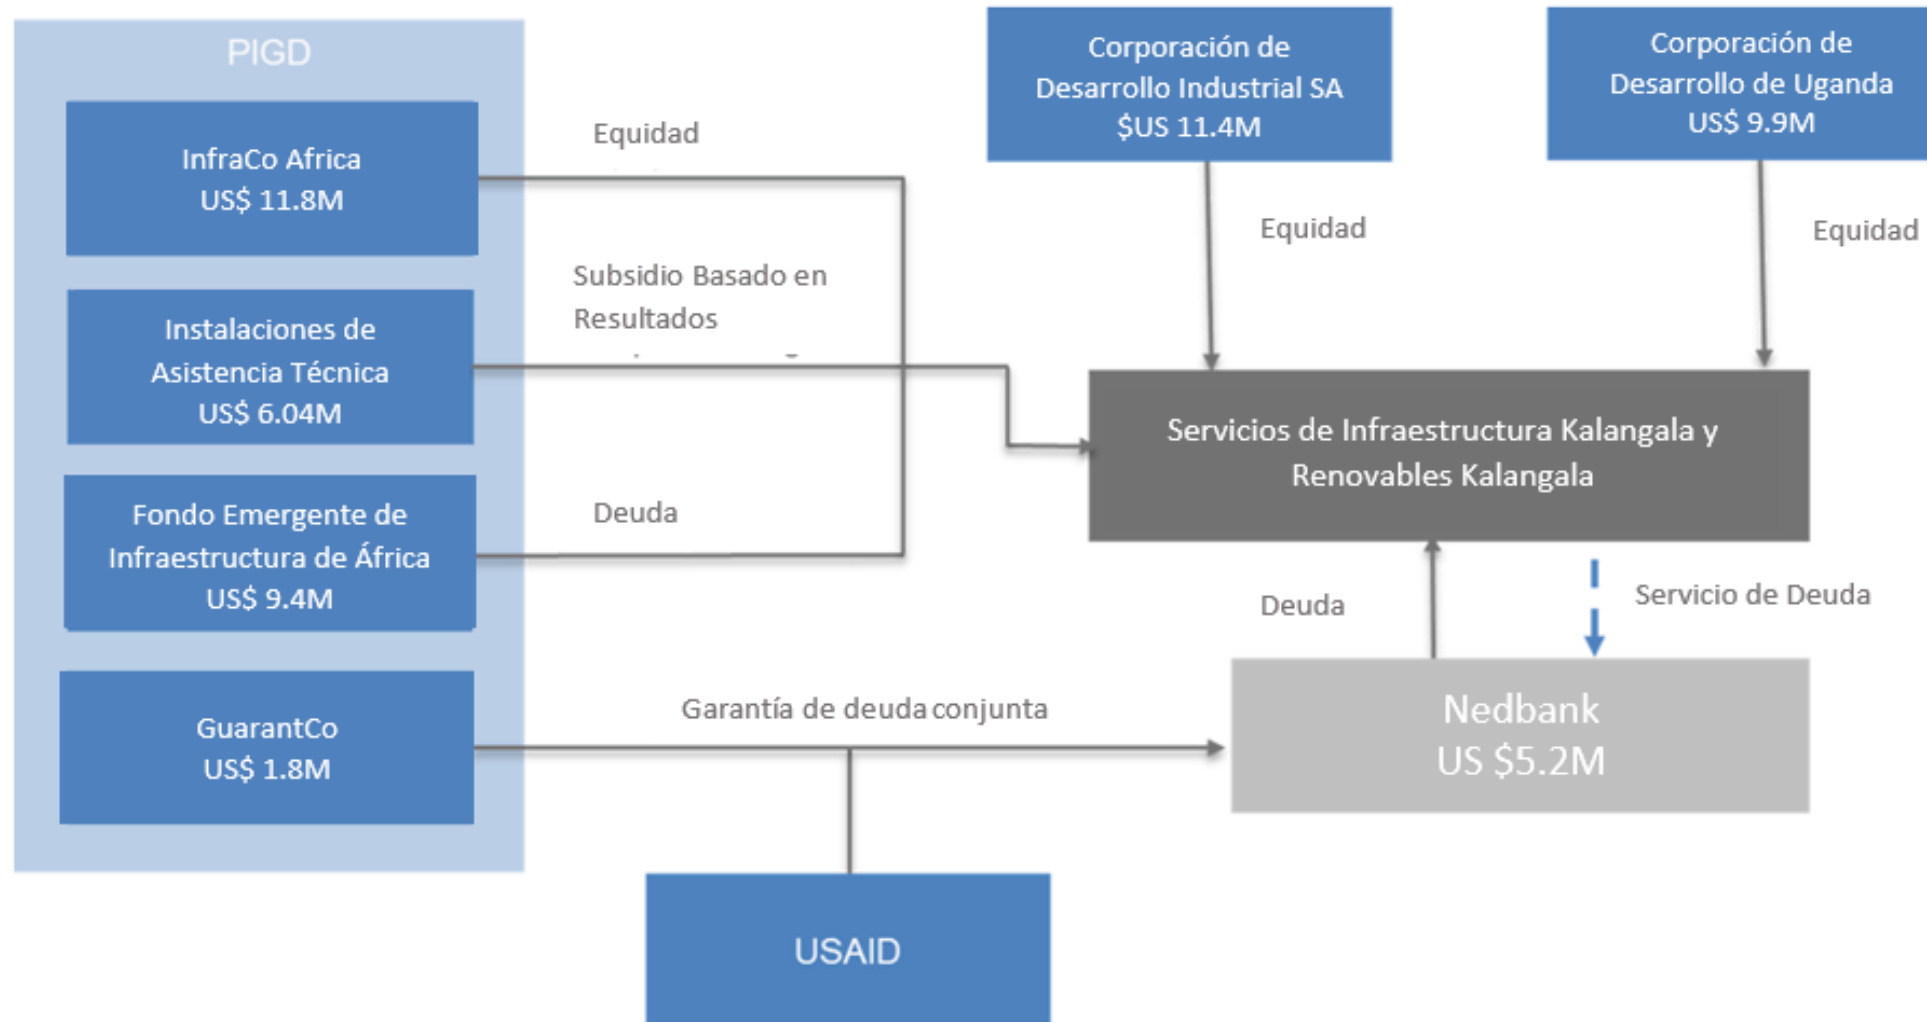 PIGD
InfraCo Africa
US$ 11.8M
Instalaciones de
Asistencia Técnica
US$ 6.04M
Fondo Emergente de
Infraestructura de África
US$ 9.4M
GuarantCo
US$ 1.8M
Equidad
Subsidio Basado en
Resultados
Deuda
Garantía de deuda conjunta
USAID
Corporación de
Desarrollo Industrial SA
$US 11.4M
Equidad
Corporación de
Desarrollo de Uganda
US$ 9.9M
Equidad
Servicios de Infraestructura Kalangala y
Renovables Kalangala
Deuda
Servicio de Deuda
Nedbank
US $5.2M